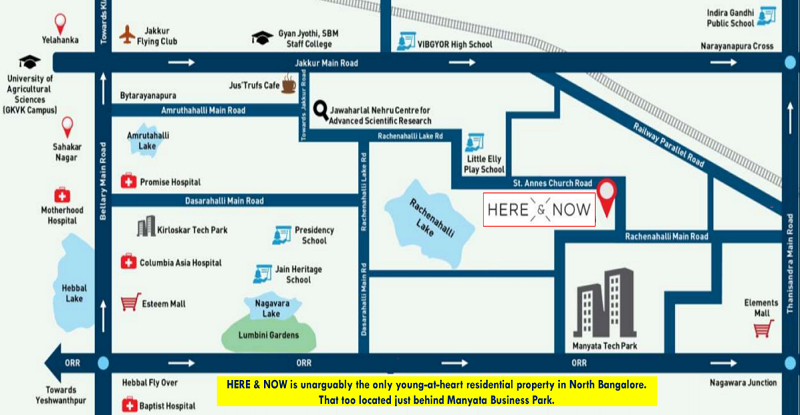 Towards Kl
Yelahanka
Jakkur
Flying Club
Gyan Jyothi, SBM
Staff College
VIBGYOR High School
Indira Gandhi
Public School
Narayanapura Cross
Jakkur Main Road
University of
Agricultural
Sciences
(GKVK Campus)
Bytarayanapura
Jus'Trufs Cafe
Towards Jakkur Road
Amruthahalli Main Road
Jawaharlal Nehru Centre for
Advanced Scientific Research
Rachenahalli Lake Rd
Railway Parallel Road
Sahakar
Nagar
Amrutahalli
Lake
Little Elly
Play School
Promise Hospital
St. Annes Church Road
Bellary Main Road
Rachenahalli Lake Rd
Dasarahalli Main Road
HERE & NOW
Motherhood
Hospital
Kirloskar Tech Park
Presidency
School
Rachenahalli
Lake
Rachenahalli Main Road
Thanisandra Main Road
Columbia Asia Hospital
Jain Heritage
School
Dasarahalli Main Rd
Hebbal
Lake
Esteem Mall
Nagavara
Lake
Lumbini Gardens
Manyata Tech Park
Elements
Mall
ORR
ORR
ORR
Towards
Yeshwanthpur
Hebbal Fly Over
Nagawara Junction
Baptist Hospital
HERE & NOW is unarguably the only young-at-heart residential property in North Bangalore.
That too located just behind Manyata Business Park.